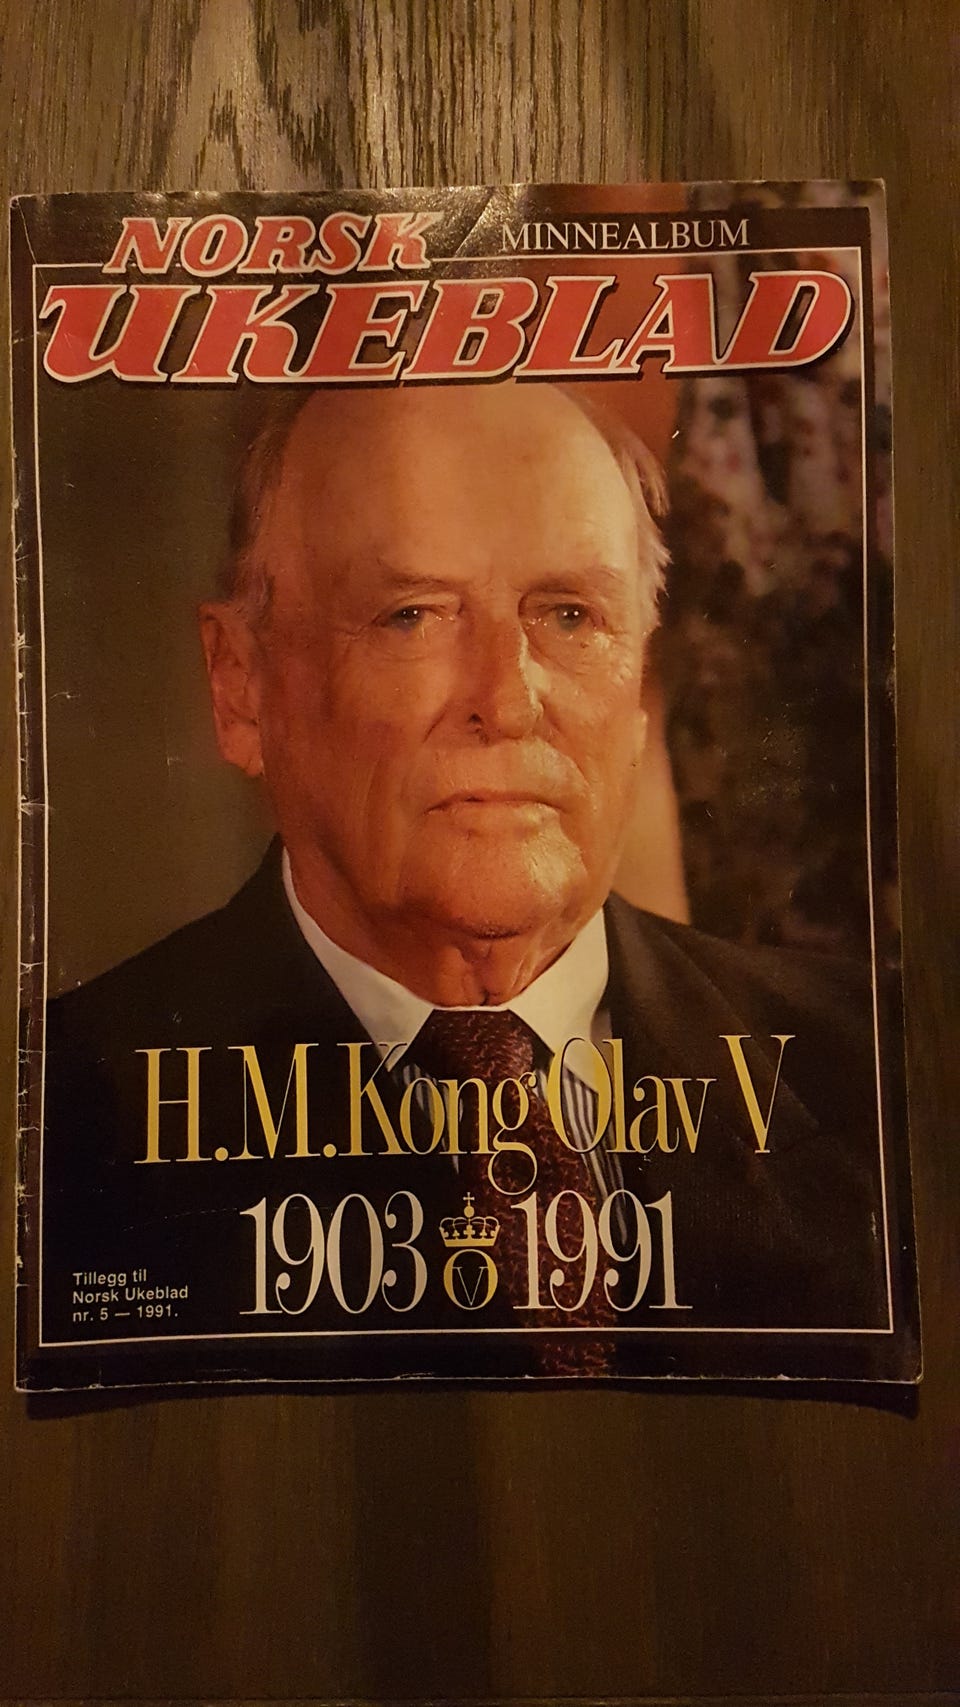 NORSK
MINNEALBUM
UKEBLAD
H.M.Kong Olav V
1903 V 1991
Tillegg til
Norsk Ukeblad
nr. 5 — 1991.